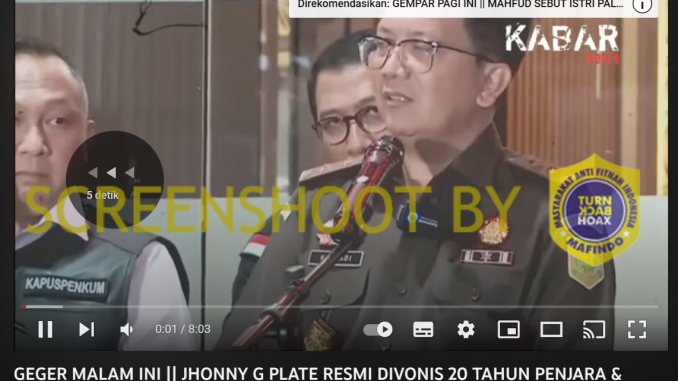 Direkomendasikan: GEMPAR PAGI INI || MAHFUD SEBUT ISTRI PAL...
KABAR
news
5 detik
SCREENSHOOT BY
MASYARAKAT ANTI FITNAH INDONESIA
TURN
BACK
HOAX
MAFINDO
KAPUSPENKUM
0:01 / 8:03
GEGER MALAM INI || JHONNY G PLATE RESMI DIVONIS 20 TAHUN PENJARA &